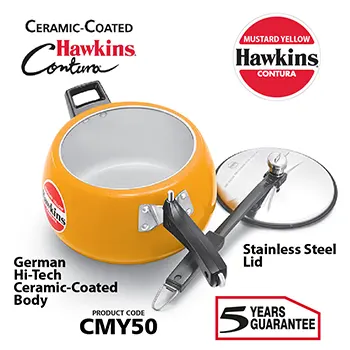 CERAMIC-COATED
Hawkins
Contura
MUSTARD YELLOW
Hawkins
CONTURA
Hawkins
German
Hi-Tech
Ceramic-Coated
Body
Stainless Steel
Lid
PRODUCT CODE
CMY50
5 YEARS
GUARANTEE